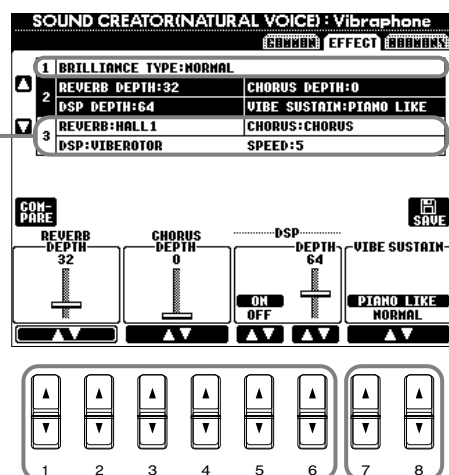 SOUND CREATOR(NATURAL VOICE) : Vibraphone
COMMON EFFECT HARMONY
1 BRILLIANCE TYPE:NORMAL
2 REVERB DEPTH:32 CHORUS DEPTH:0
DSP DEPTH:64 VIBE SUSTAIN:PIANO LIKE
3 REVERB:HALL1 CHORUS:CHORUS
DSP:VIBEROTOR SPEED:5
COM-
PARE
SAVE
REVERB DEPTH CHORUS DEPTH DSP DEPTH VIBE SUSTAIN
32 0 64
ON PIANO LIKE
OFF NORMAL
1 2 3 4 5 6 7 8